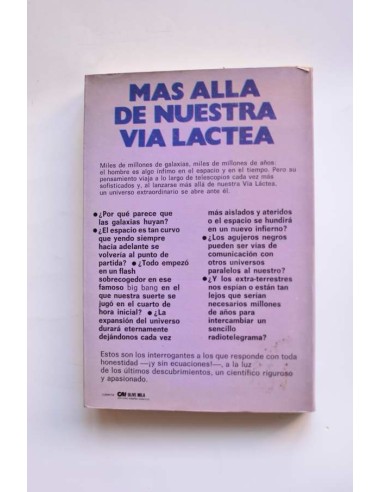 MAS ALLA
DE NUESTRA
VIA LACTEA
Miles de millones de galaxias, miles de millones de años:
el hombre es algo ínfimo en el espacio y en el tiempo. Pero su
pensamiento viaja a lo largo de telescopios cada vez más
sofisticados y, al lanzarse más allá de nuestra Vía Láctea,
un universo extraordinario se abre ante él.
●¿Por qué parece que
las galaxias huyan?
●¿El espacio es tan curvo
que yendo siempre
hacia adelante se
volvería al punto de
partida? ●¿Todo empezó
en un flash
sobrecogedor en ese
famoso big bang en el
que nuestra suerte se
jugó en el cuarto de
hora inicial? ●¿La
expansión del universo
durará eternamente
dejándonos cada vez
más aislados y ateridos
o el espacio se hundirá
en un nuevo infierno?
●¿Los agujeros negros
pueden ser vías de
comunicación con
otros universos
paralelos al nuestro?
●¿Y los extra-terrestres
nos espían o están tan
lejos que serían
necesarios millones
de años para
intercambiar un
sencillo
radiotelegrama?
Estos son los interrogantes a los que responde con toda
honestidad —¡y sin ecuaciones!—, a la luz
de los últimos descubrimientos, un científico riguroso
y apasionado.